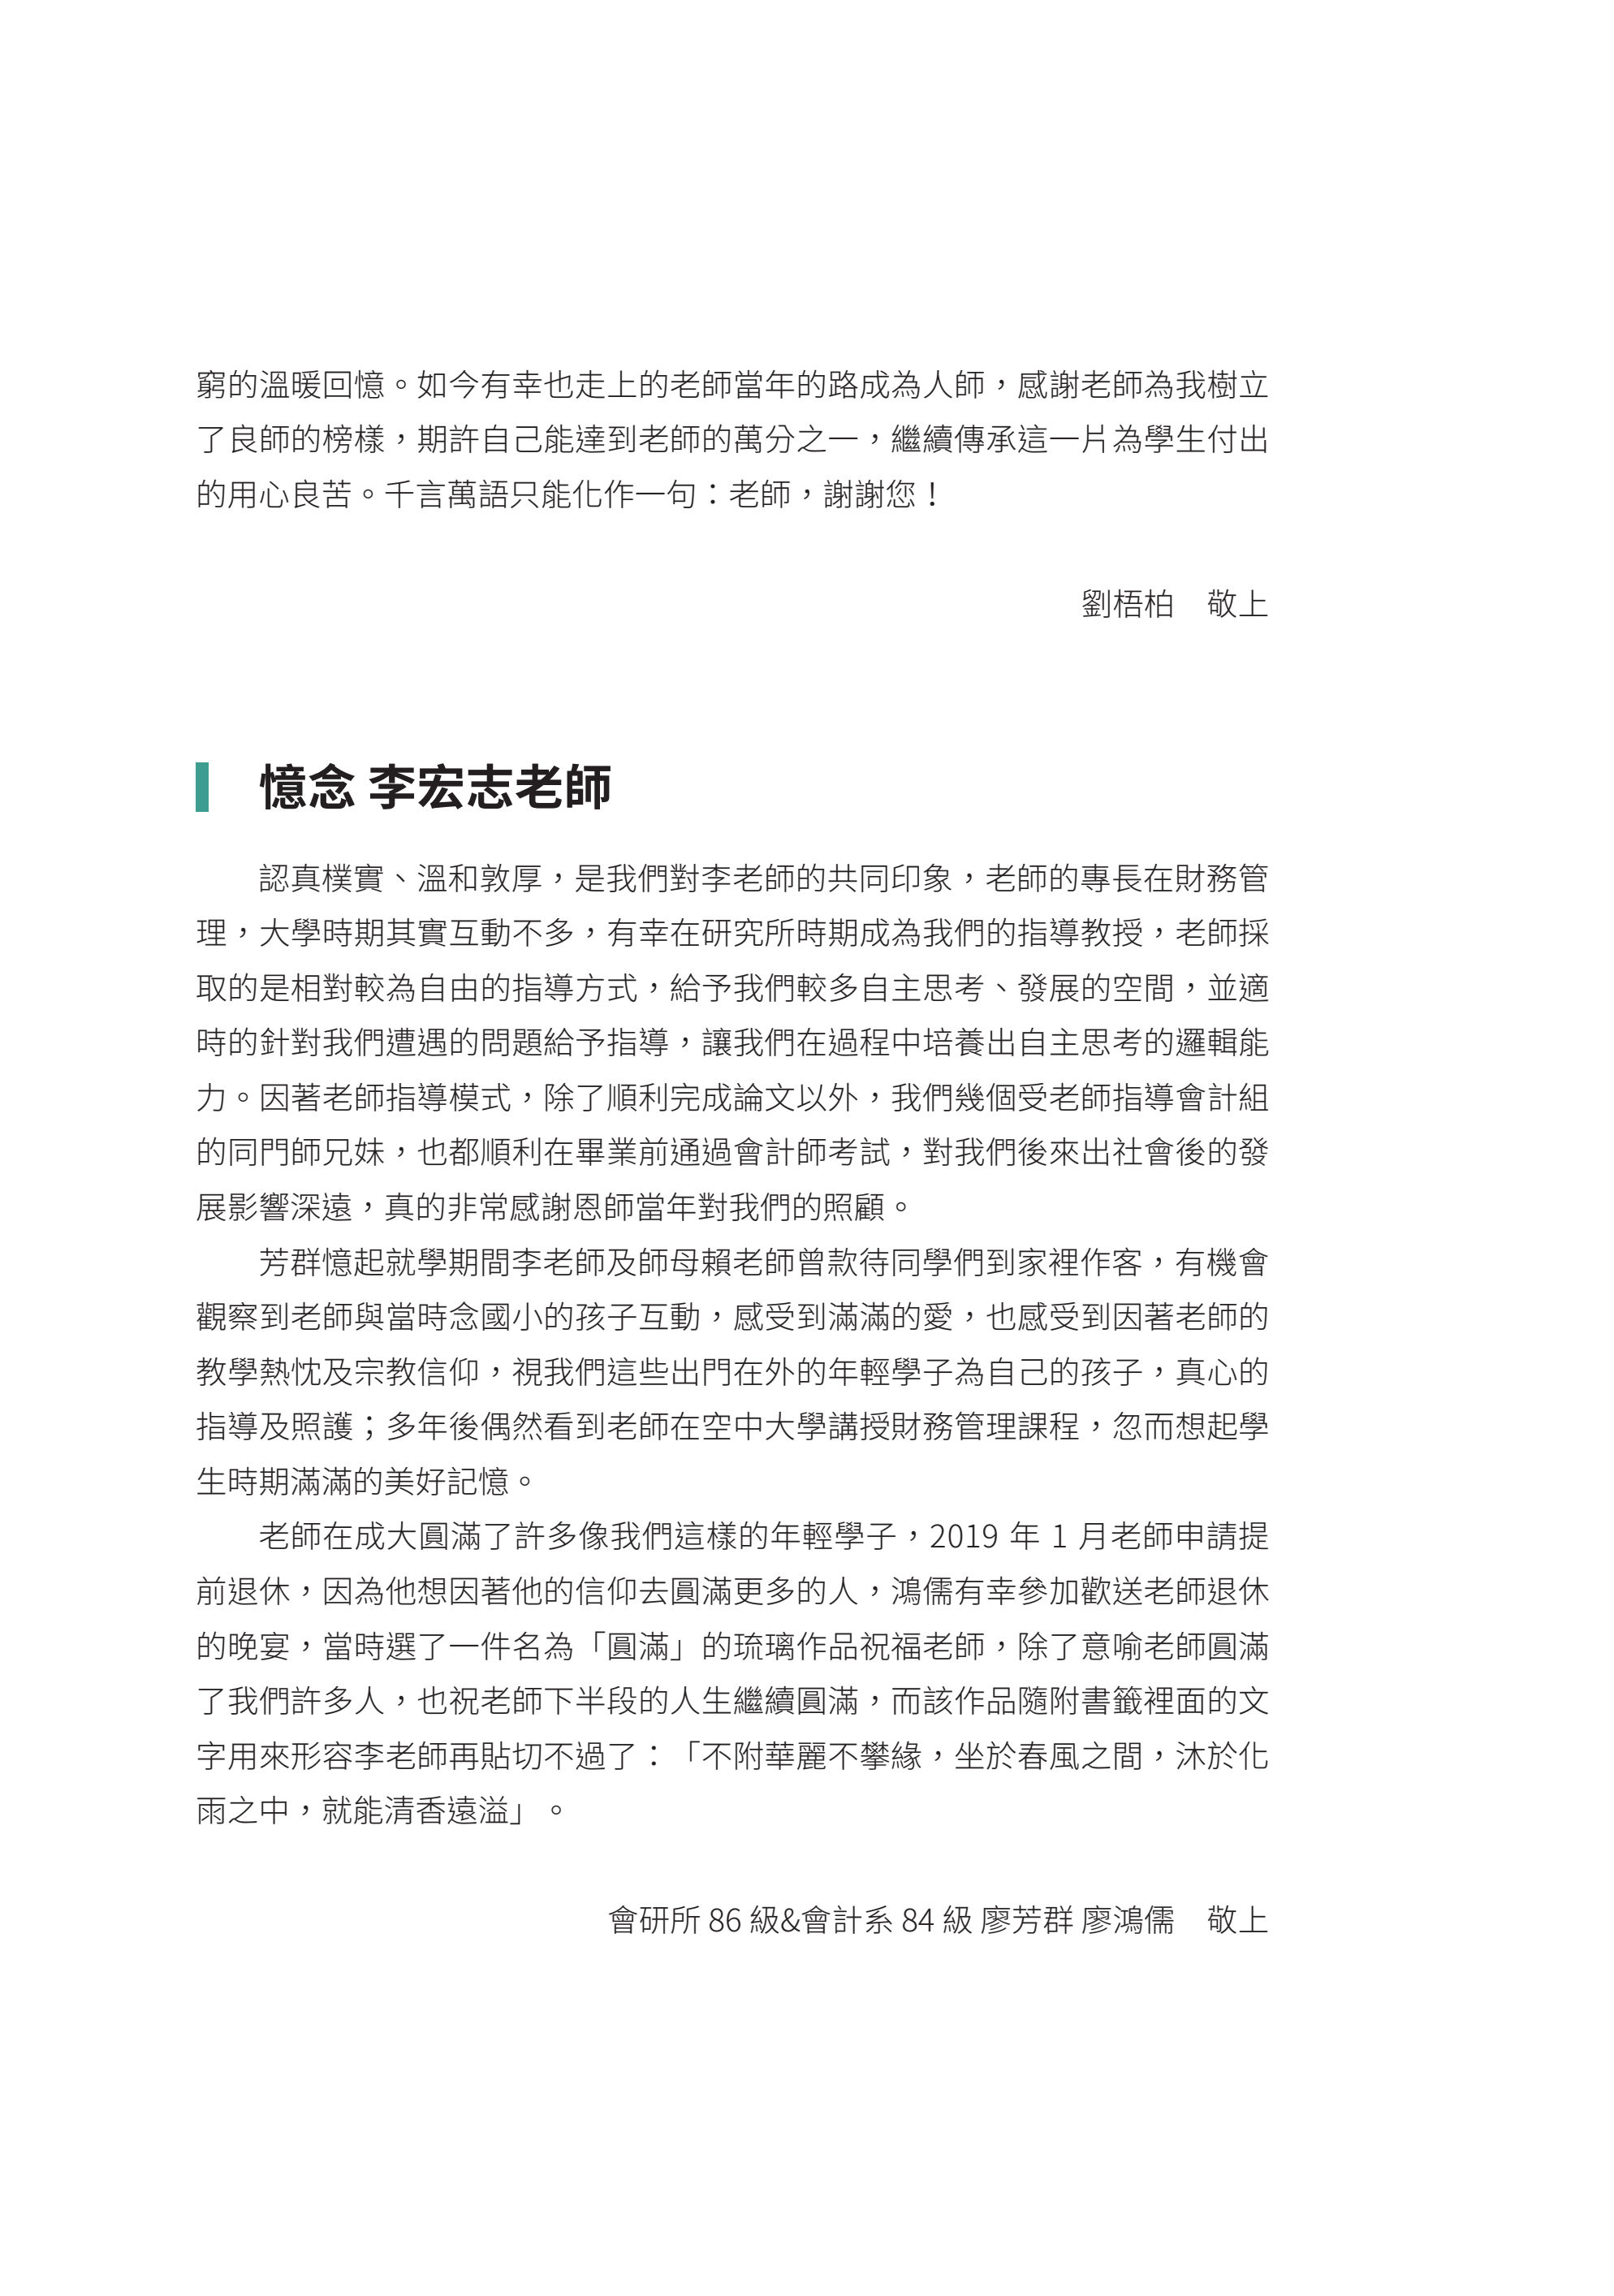 窮的溫暖回憶。如今有幸也走上的老師當年的路成為人師，感謝老師為我樹立
了良師的榜樣，期許自己能達到老師的萬分之一，繼續傳承這一片為學生付出
的用心良苦。千言萬語只能化作一句：老師，謝謝您！
劉梧柏　敬上
憶念 李宏志老師
認真樸實、溫和敦厚，是我們對李老師的共同印象，老師的專長在財務管
理，大學時期其實互動不多，有幸在研究所時期成為我們的指導教授，老師採
取的是相對較為自由的指導方式，給予我們較多自主思考、發展的空間，並適
時的針對我們遭遇的問題給予指導，讓我們在過程中培養出自主思考的邏輯能
力。因著老師指導模式，除了順利完成論文以外，我們幾個受老師指導會計組
的同門師兄妹，也都順利在畢業前通過會計師考試，對我們後來出社會後的發
展影響深遠，真的非常感謝恩師當年對我們的照顧。
芳群憶起就學期間李老師及師母賴老師曾款待同學們到家裡作客，有機會
觀察到老師與當時念國小的孩子互動，感受到滿滿的愛，也感受到因著老師的
教學熱忱及宗教信仰，視我們這些出門在外的年輕學子為自己的孩子，真心的
指導及照護；多年後偶然看到老師在空中大學講授財務管理課程，忽而想起學
生時期滿滿的美好記憶。
老師在成大圓滿了許多像我們這樣的年輕學子，2019 年 1 月老師申請提
前退休，因為他想因著他的信仰去圓滿更多的人，鴻儒有幸參加歡送老師退休
的晚宴，當時選了一件名為「圓滿」的琉璃作品祝福老師，除了意喻老師圓滿
了我們許多人，也祝老師下半段的人生繼續圓滿，而該作品隨附書籤裡面的文
字用來形容李老師再貼切不過了：「不附華麗不攀緣，坐於春風之間，沐於化
雨之中，就能清香遠溢」。
會研所 86 級&會計系 84 級 廖芳群 廖鴻儒　敬上